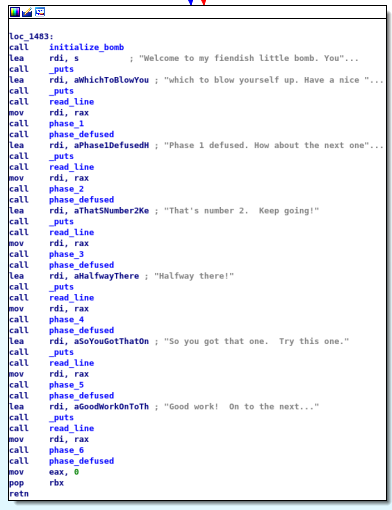 loc_1483:
call initialize_bomb
lea rdi, s ; "Welcome to my fiendish little bomb. You"...
call _puts
lea rdi, aWhichToBlowYou ; "which to blow yourself up. Have a nice "...
call _puts
call read_line
mov rdi, rax
call phase_1
call phase_defused
lea rdi, aPhase1DefusedH ; "Phase 1 defused. How about the next one"...
call _puts
call read_line
mov rdi, rax
call phase_2
call phase_defused
lea rdi, aThatSNumber2Ke ; "That's number 2.  Keep going!"
call _puts
call read_line
mov rdi, rax
call phase_3
call phase_defused
lea rdi, aHalfwayThere ; "Halfway there!"
call _puts
call read_line
mov rdi, rax
call phase_4
call phase_defused
lea rdi, aSoYouGotThatOn ; "So you got that one.  Try this one."
call _puts
call read_line
mov rdi, rax
call phase_5
call phase_defused
lea rdi, aGoodWorkOnToTh ; "Good work!  On to the next..."
call _puts
call read_line
mov rdi, rax
call phase_6
call phase_defused
mov eax, 0
pop rbx
retn